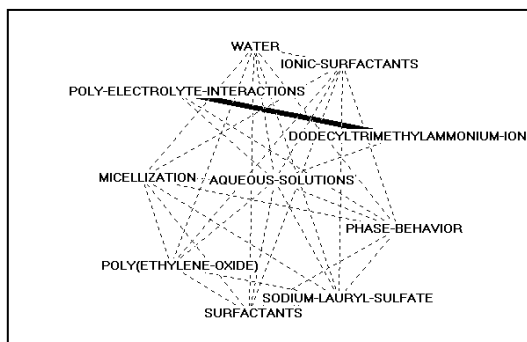 WATER
IONIC-SURFACTANTS
POLY-ELECTROLYTE-INTERACTIONS
DODECYLTRIMETHYLAMMONIUM-ION
MICELLIZATION
AQUEOUS-SOLUTIONS
PHASE-BEHAVIOR
POLY(ETHYLENE-OXIDE)
SODIUM-LAURYL-SULFATE
SURFACTANTS